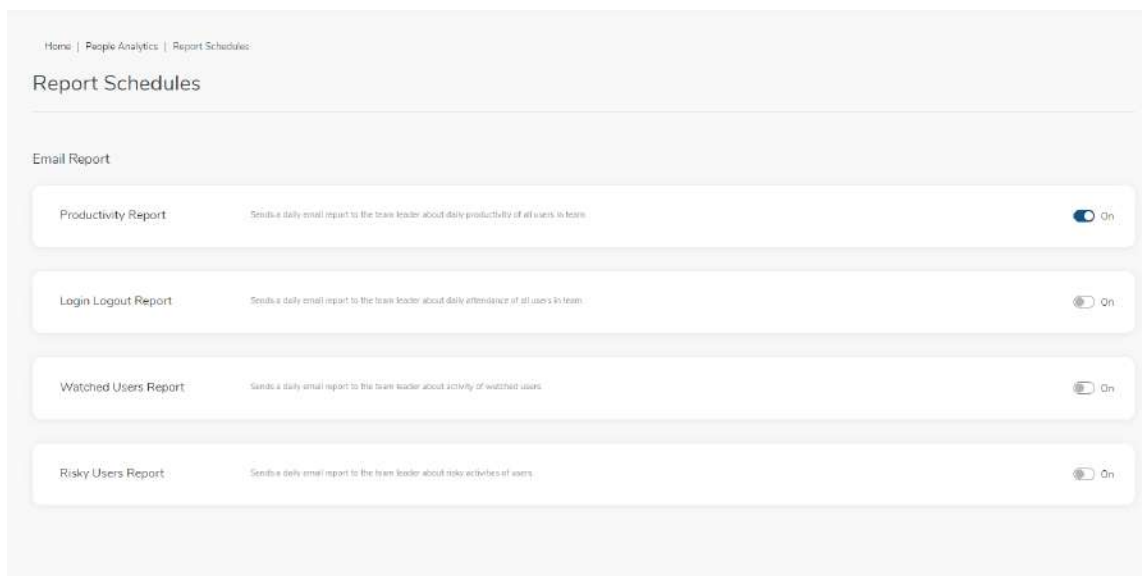 Home | People Analytics | Report Schedules
Report Schedules
Email Report
Productivity Report Sends a daily email report to the team leader about daily productivity of all users in team On
Login Logout Report Sends a daily email report to the team leader about daily attendance of all users in team On
Watched Users Report Sends a daily email report to the team leader about activity of watched users On
Risky Users Report Sends a daily email report to the team leader about risky activities of users On